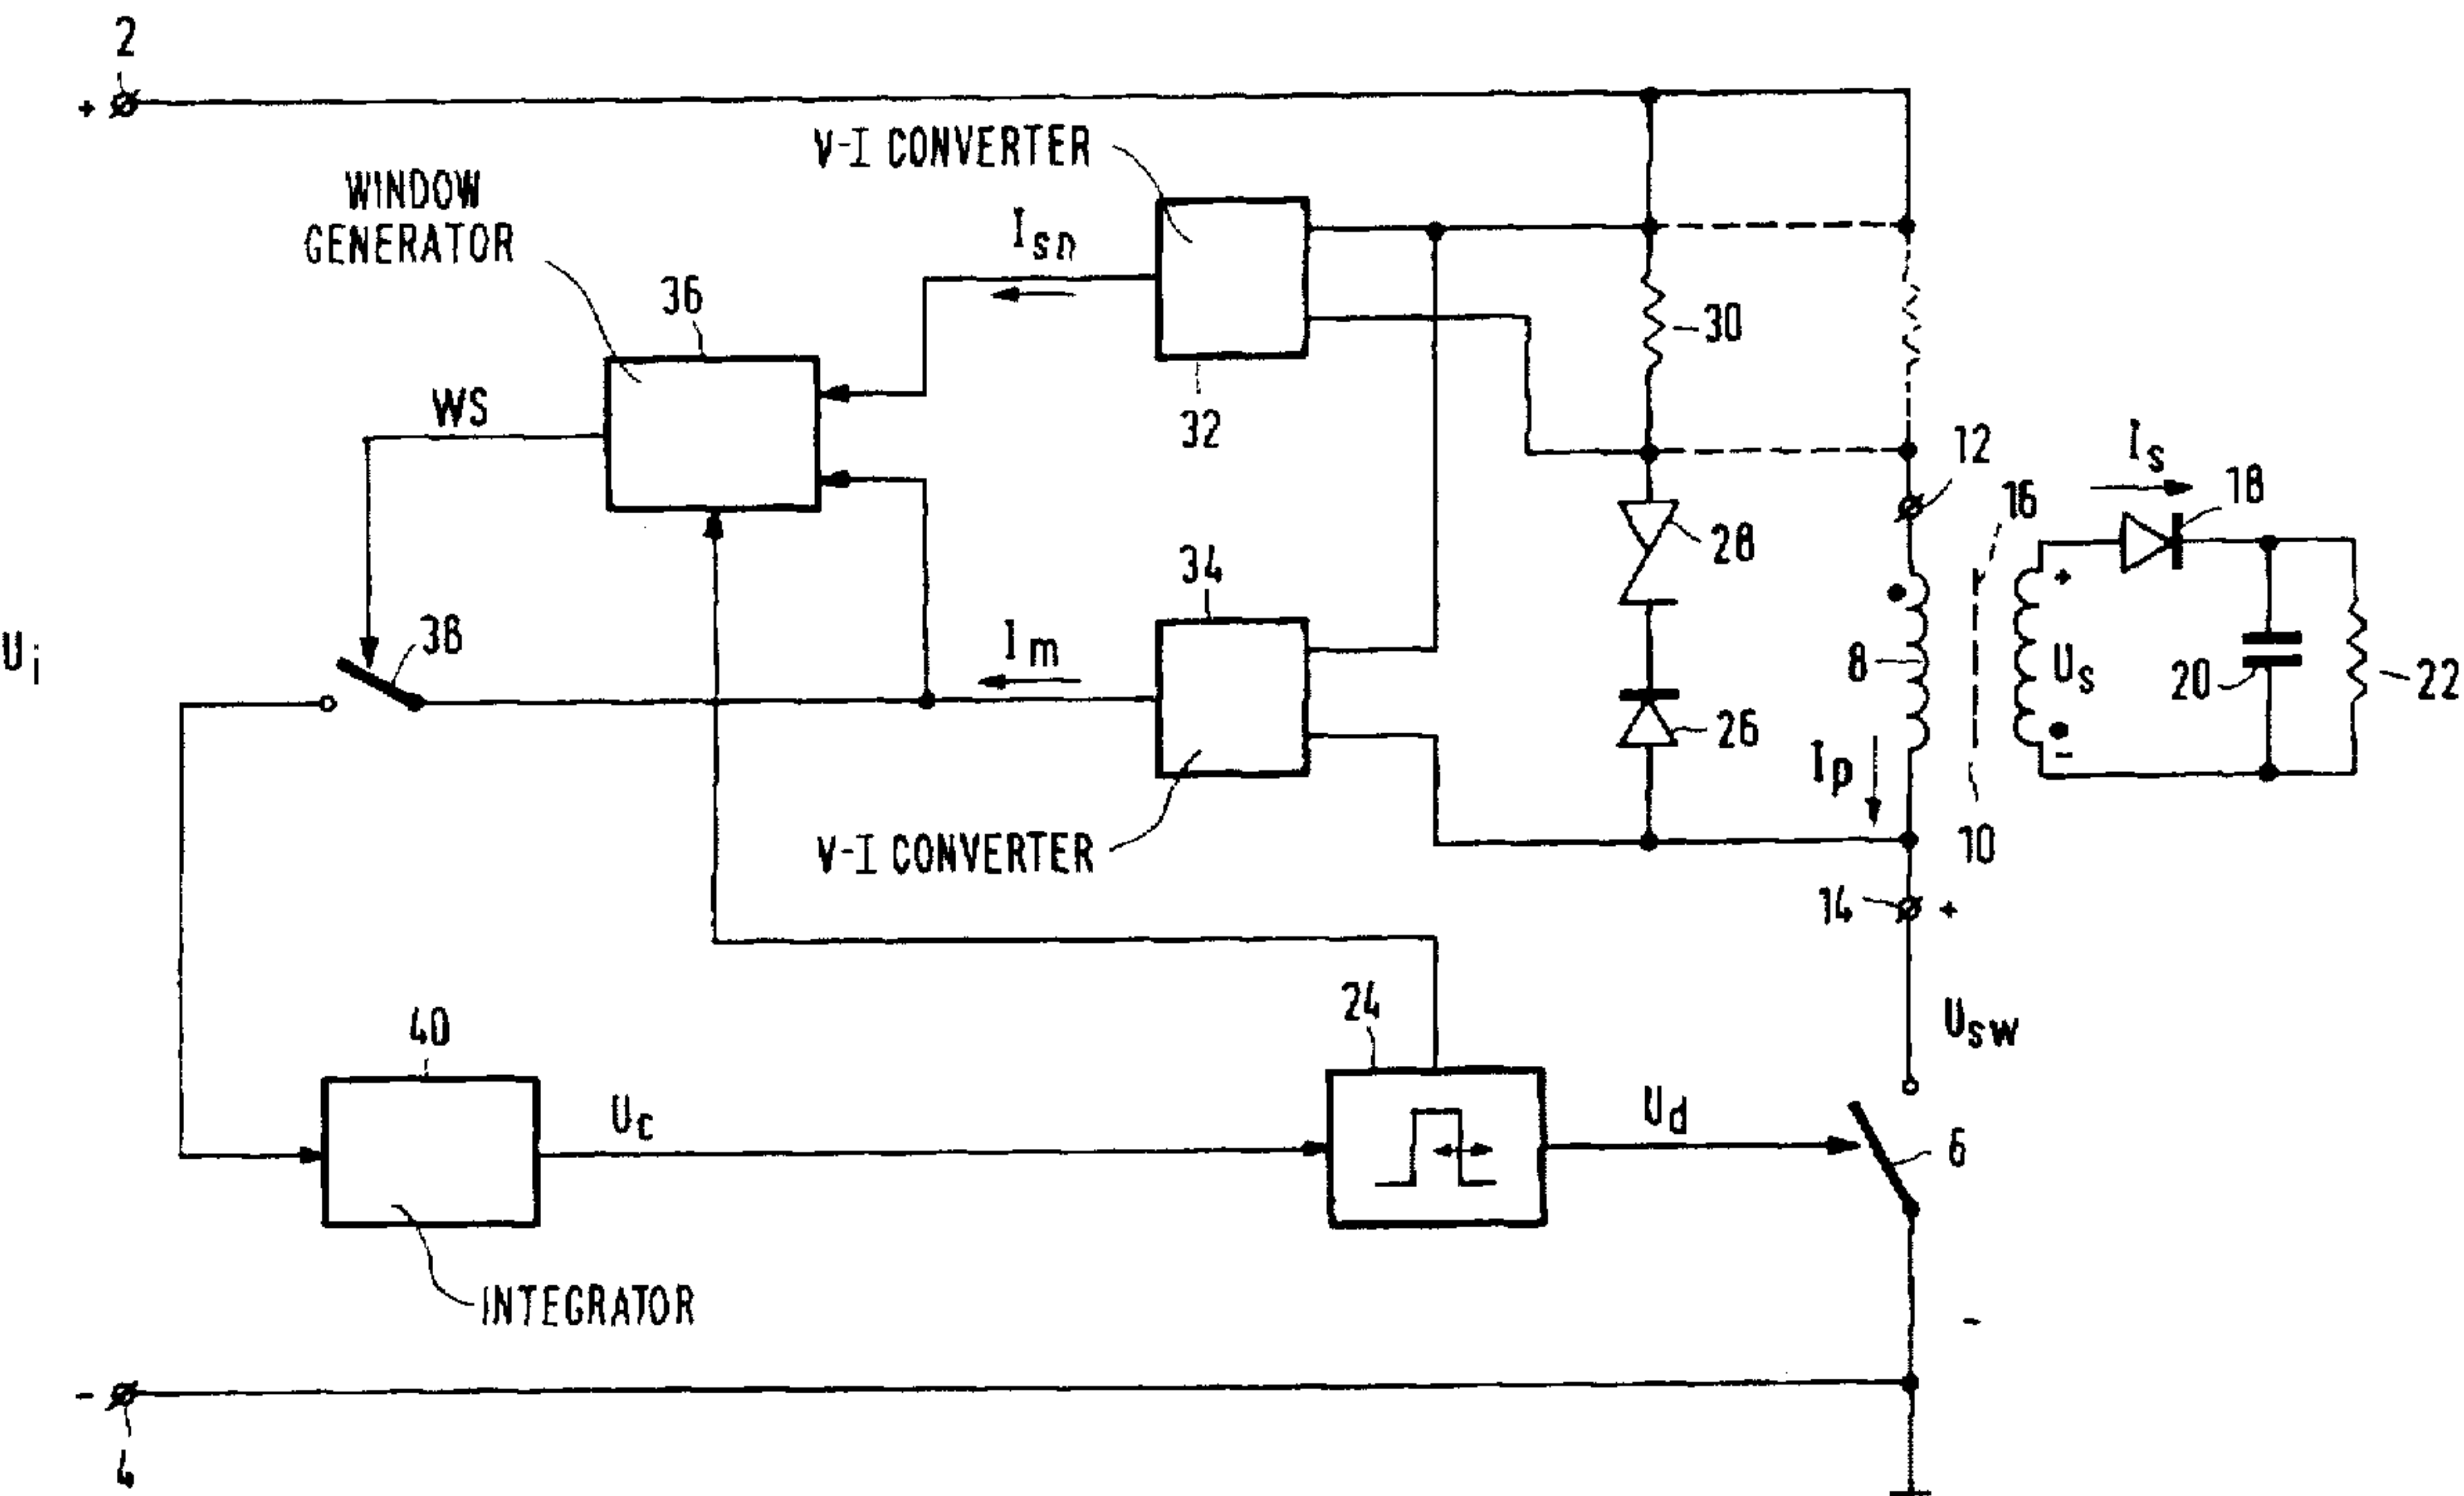 2
+
V-I CONVERTER
WINDOW
GENERATOR
Isn
36
30
WS
32
12
Is
18
16
28
34
Ui
38
Im
8
Us
+
20
22
26
Ip
-
10
V-I CONVERTER
14
+
24
Usw
40
Uc
Ud
6
INTEGRATOR
-
-
4